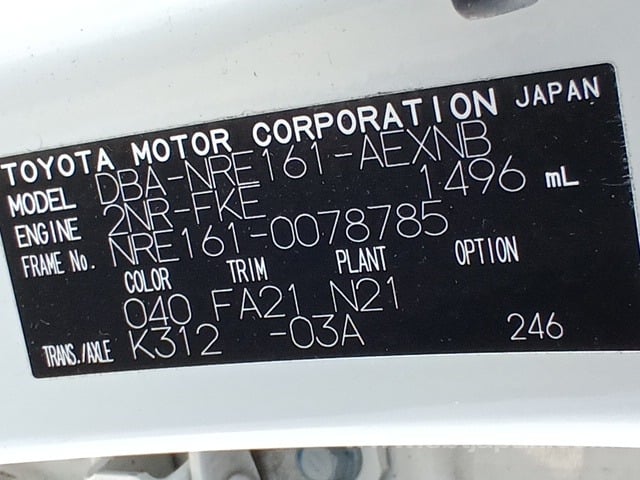 TOYOTA MOTOR CORPORATION JAPAN
MODEL DBA-NRE161-AEXNB
ENGINE 2NR-FKE 1496 mL
FRAME No. NRE161-0078785
COLOR TRIM PLANT OPTION
040 FA21 N21
TRANS./AXLE K312 -03A 246